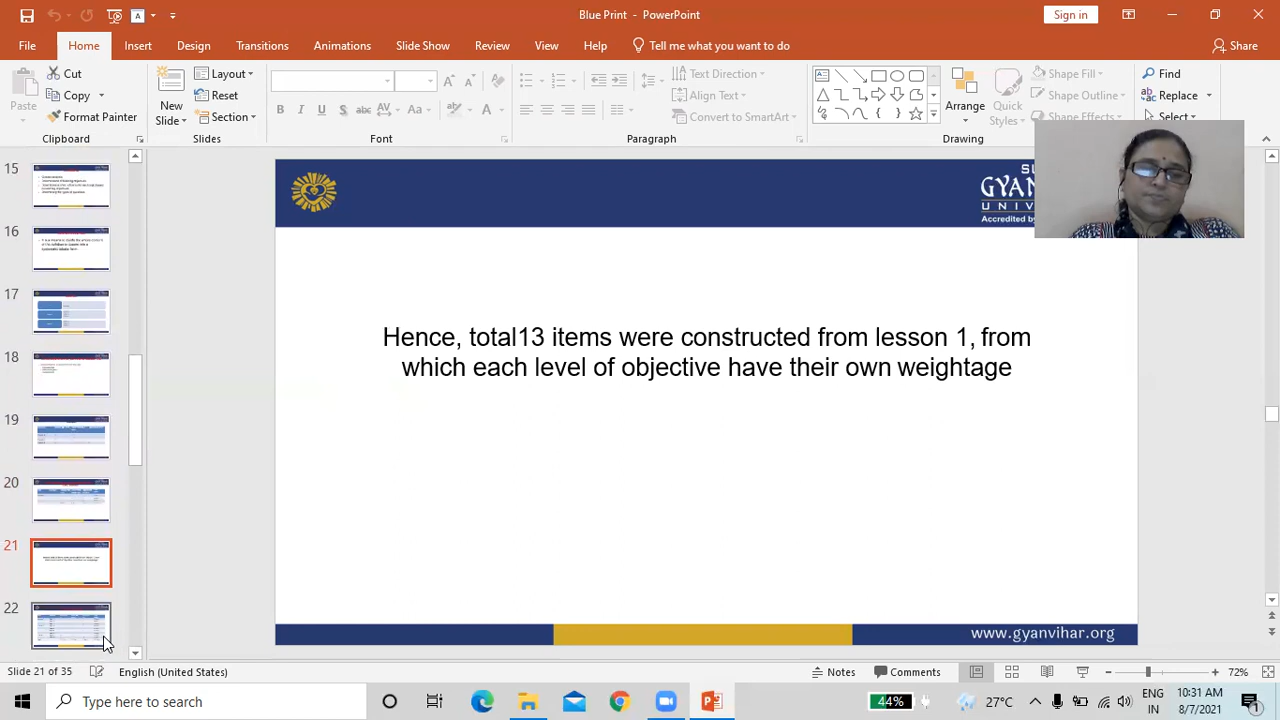 Blue Print - PowerPoint
Sign in
File Home Insert Design Transitions Animations Slide Show Review View Help Tell me what you want to do Share
Cut
Copy
Format Painter
Paste
Clipboard
New
Slide
Layout
Reset
Section
Slides
Font
Text Direction
Align Text
Convert to SmartArt
Paragraph
Arrange
Quick
Styles
Shape Fill
Shape Outline
Shape Effects
Drawing
Find
Replace
Select
15
16
17
18
19
20
21
22
GYAN
UNIV
Accredited by
Hence, total13 items were constructed from lesson 1, from
which each level of objective have their own weightage
www.gyanvihar.org
Slide 21 of 35 English (United States) Notes Comments 72%
Type here to search
44%
27°C
ENG
IN
10:31 AM
8/7/2021